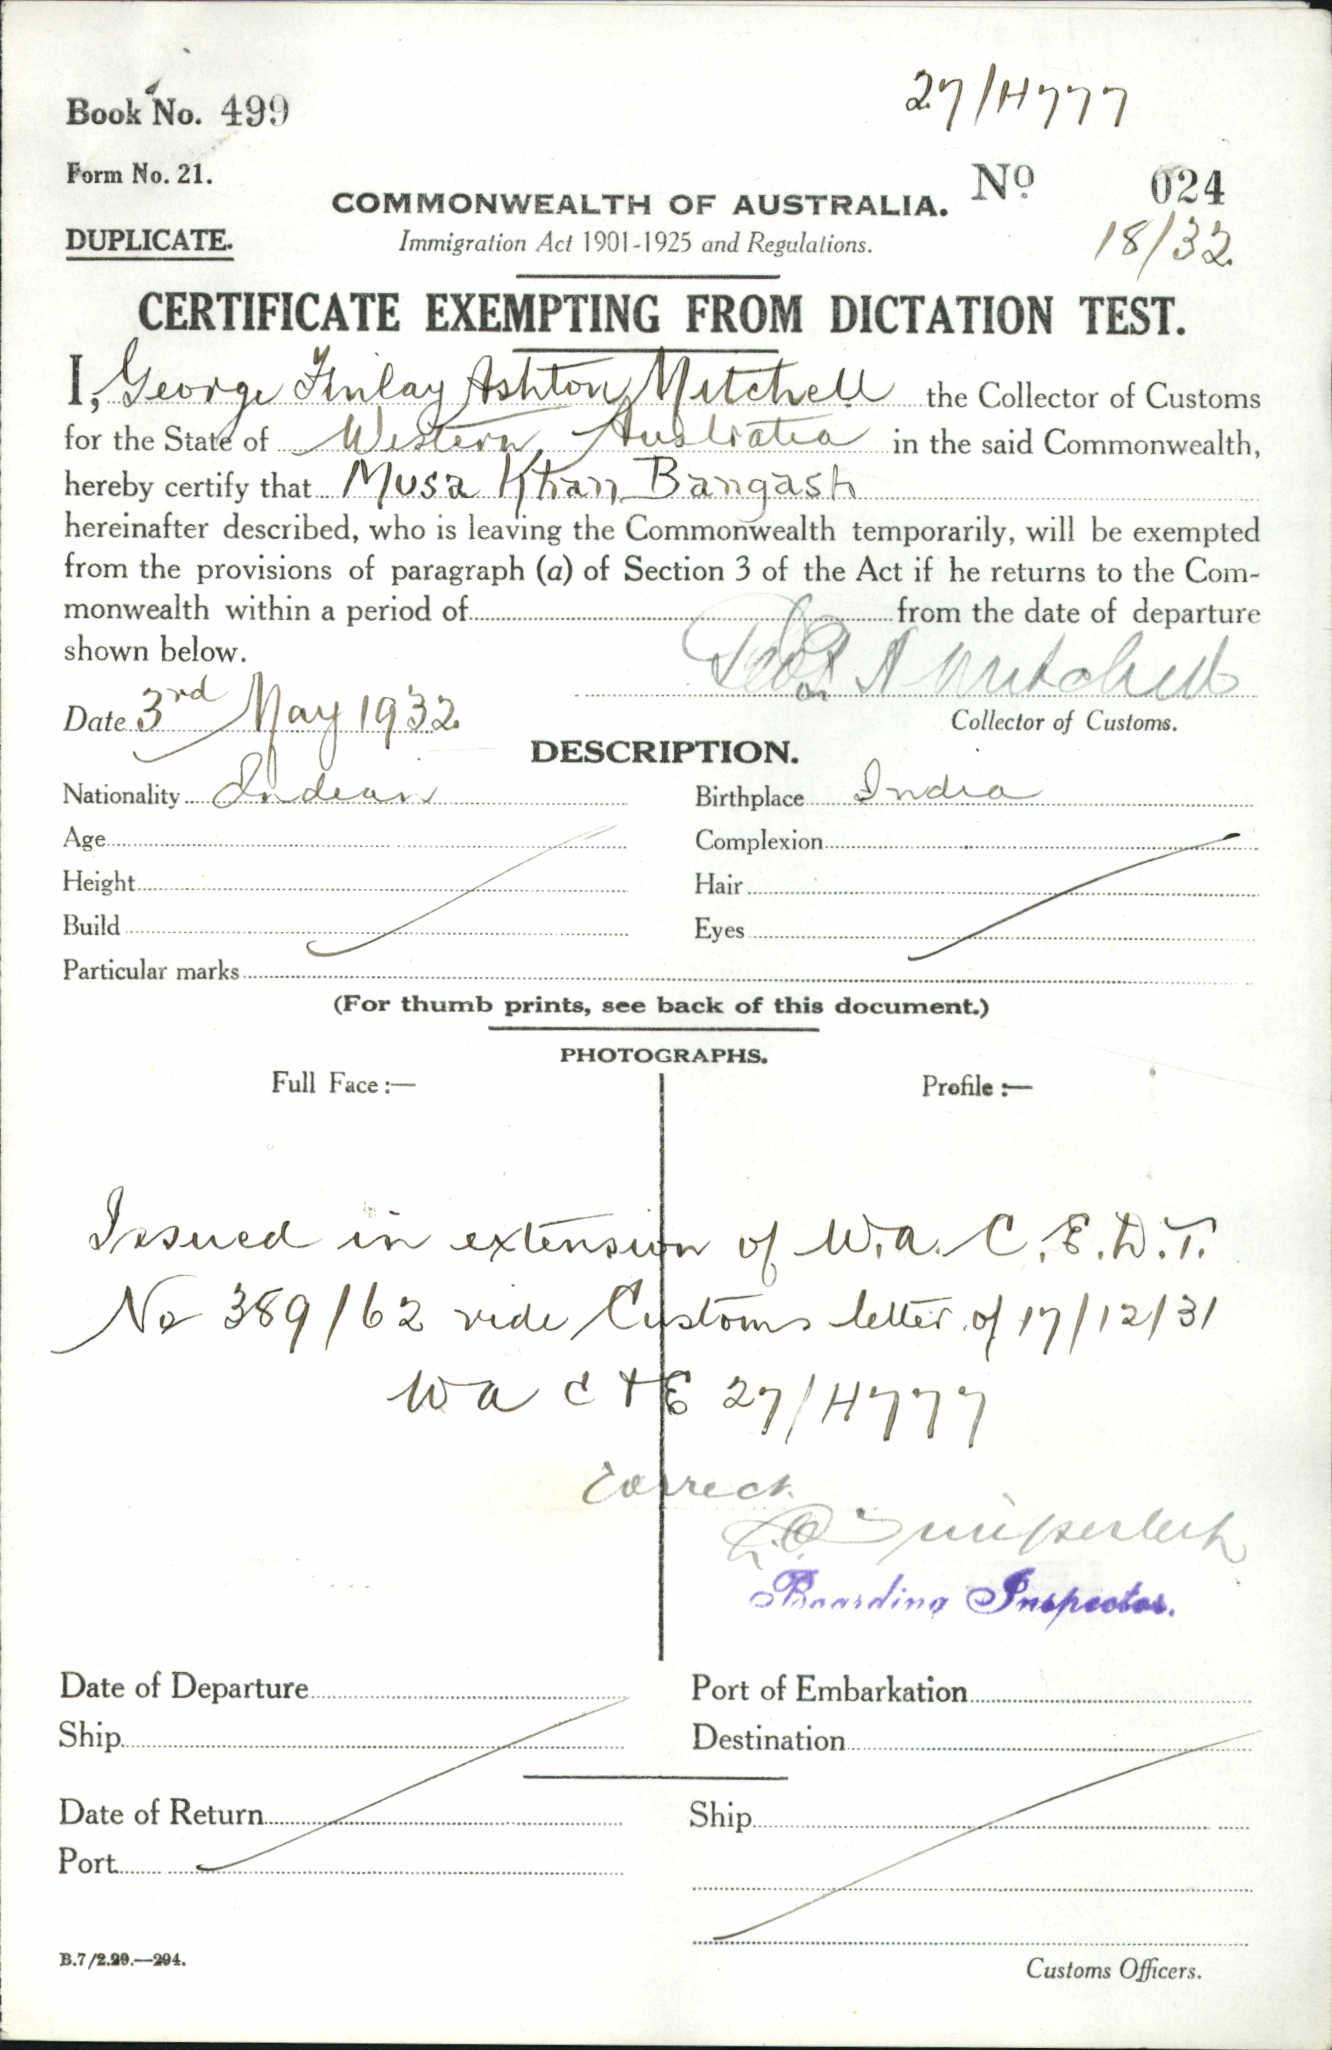 Book No. 499
27/H777
Form No. 21.
COMMONWEALTH OF AUSTRALIA.
No 024
DUPLICATE.
Immigration Act 1901-1925 and Regulations.
18/32.
CERTIFICATE EXEMPTING FROM DICTATION TEST.
I, George Finlay Ashton Mitchell the Collector of Customs
for the State of Western Australia in the said Commonwealth,
hereby certify that Musa Khan Bangash
hereinafter described, who is leaving the Commonwealth temporarily, will be exempted
from the provisions of paragraph (a) of Section 3 of the Act if he returns to the Com-
monwealth within a period of from the date of departure
shown below.
Mitchell
Date 3rd May 1932.
Collector of Customs.
DESCRIPTION.
Nationality Indian
Birthplace India
Age
Complexion
Height
Hair
Build
Eyes
Particular marks
(For thumb prints, see back of this document.)
PHOTOGRAPHS.
Full Face :—
Profile :—
Issued in extension of W.A. C.E.D.T.
No 389/62 vide Customs letter of 17/12/31
WA C + E 27/H777
Correct.
Boarding Inspector.
Date of Departure
Port of Embarkation
Ship
Destination
Date of Return
Ship
Port
B.7/2.29.—294.
Customs Officers.